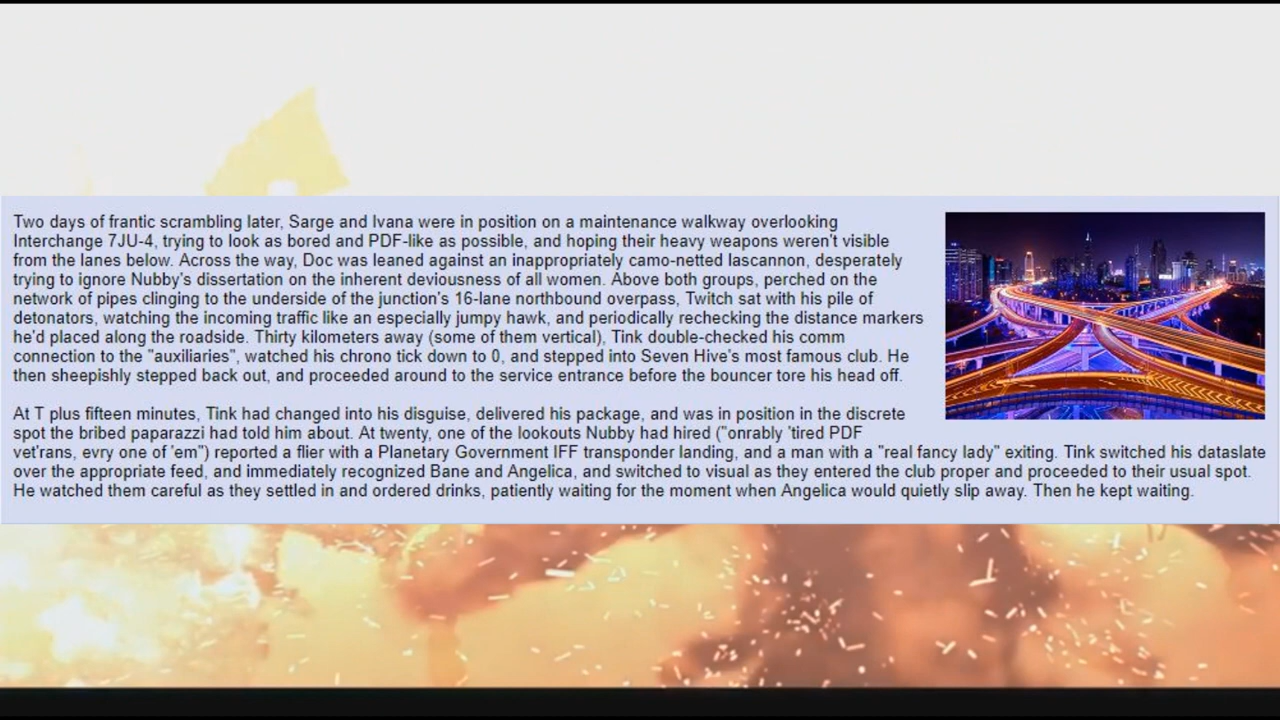 Two days of frantic scrambling later, Sarge and Ivana were in position on a maintenance walkway overlooking
Interchange 7JU-4, trying to look as bored and PDF-like as possible, and hoping their heavy weapons weren't visible
from the lanes below. Across the way, Doc was leaned against an inappropriately camo-netted lascannon, desperately
trying to ignore Nubby's dissertation on the inherent deviousness of all women. Above both groups, perched on the
network of pipes clinging to the underside of the junction's 16-lane northbound overpass, Twitch sat with his pile of
detonators, watching the incoming traffic like an especially jumpy hawk, and periodically rechecking the distance markers
he'd placed along the roadside. Thirty kilometers away (some of them vertical), Tink double-checked his comm
connection to the "auxiliaries", watched his chrono tick down to 0, and stepped into Seven Hive's most famous club. He
then sheepishly stepped back out, and proceeded around to the service entrance before the bouncer tore his head off.
At T plus fifteen minutes, Tink had changed into his disguise, delivered his package, and was in position in the discrete
spot the bribed paparazzi had told him about. At twenty, one of the lookouts Nubby had hired ("onrably 'tired PDF
vet'rans, evry one of 'em") reported a flier with a Planetary Government IFF transponder landing, and a man with a "real fancy lady" exiting. Tink switched his dataslate
over the appropriate feed, and immediately recognized Bane and Angelica, and switched to visual as they entered the club proper and proceeded to their usual spot.
He watched them careful as they settled in and ordered drinks, patiently waiting for the moment when Angelica would quietly slip away. Then he kept waiting.